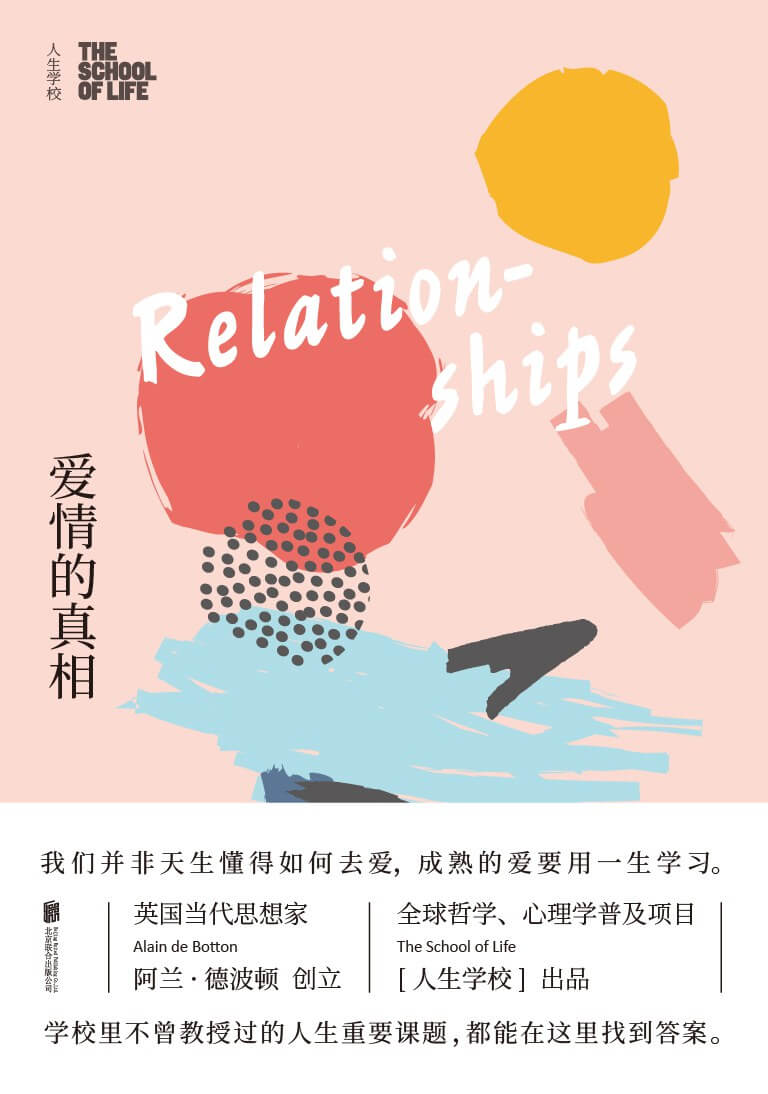 人生学校
THE
SCHOOL
OF LIFE
Relation-
ships
爱情的真相
我们并非天生懂得如何去爱，成熟的爱要用一生学习。
北京联合出版公司
英国当代思想家
Alain de Botton
阿兰·德波顿 创立
全球哲学、心理学普及项目
The School of Life
[ 人生学校 ] 出品
学校里不曾教授过的人生重要课题，都能在这里找到答案。